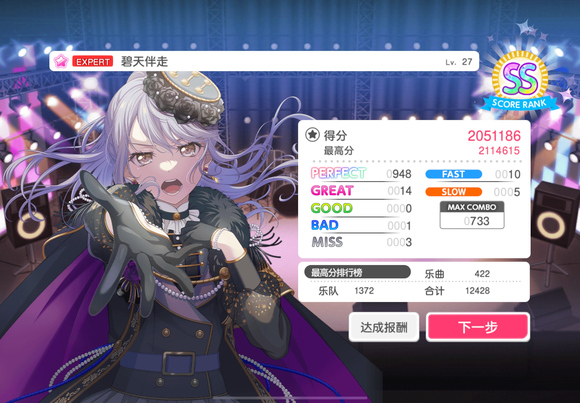 EXPERT 碧天伴走 Lv. 27
SS
SCORE RANK
得分 2051186
最高分 2114615
PERFECT 0948 FAST 0010
GREAT 0014 SLOW 0005
GOOD 0000 MAX COMBO
BAD 0001 0733
MISS 0003
最高分排行榜 乐曲 422
乐队 1372 合计 12428
达成报酬 下一步